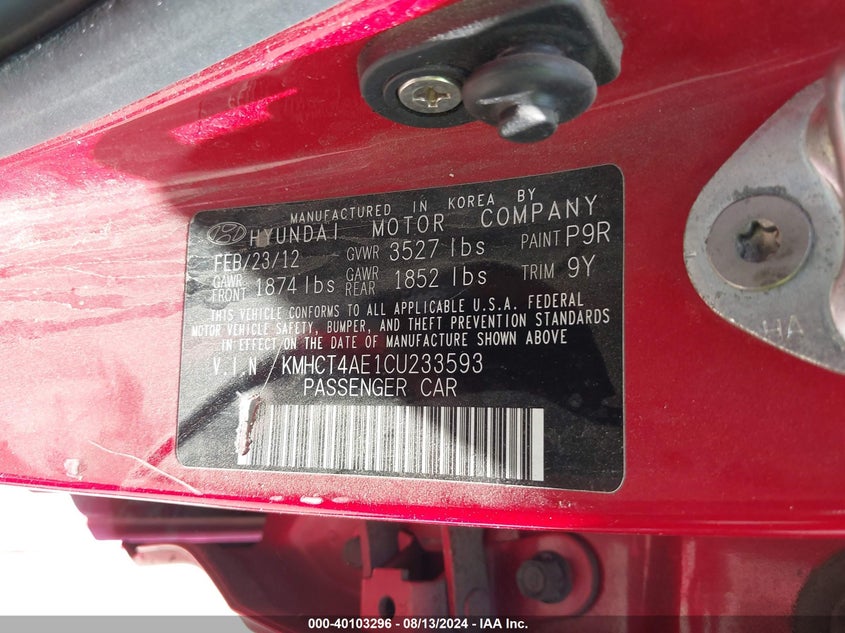 MANUFACTURED IN KOREA BY
HYUNDAI MOTOR COMPANY
FEB/23/12 GVWR 3527 lbs PAINT P9R
GAWR FRONT 1874 lbs GAWR REAR 1852 lbs TRIM 9Y
THIS VEHICLE CONFORMS TO ALL APPLICABLE U.S.A. FEDERAL
MOTOR VEHICLE SAFETY, BUMPER, AND THEFT PREVENTION STANDARDS
IN EFFECT ON THE DATE OF MANUFACTURE SHOWN ABOVE
V.I.N/ KMHCT4AE1CU233593
PASSENGER CAR
HA
000-40103296 - 08/13/2024 - IAA Inc.